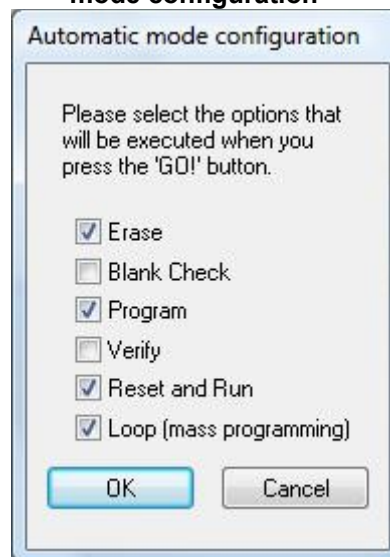 mode configuration
Automatic mode configuration
Please select the options that
will be executed when you
press the 'GO!' button.
Erase
Blank Check
Program
Verify
Reset and Run
Loop (mass programming)
OK
Cancel